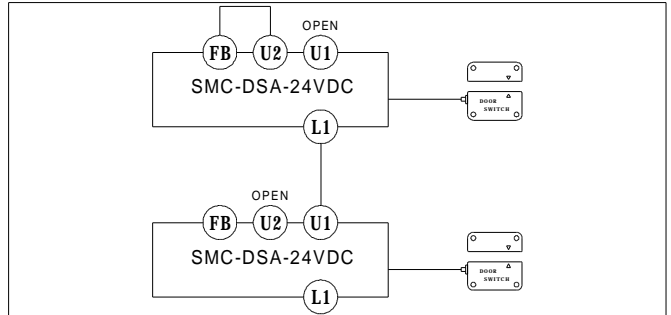 OPEN
FB U2 U1
SMC-DSA-24VDC
DOOR
SWITCH
L1
OPEN
FB U2 U1
SMC-DSA-24VDC
DOOR
SWITCH
L1